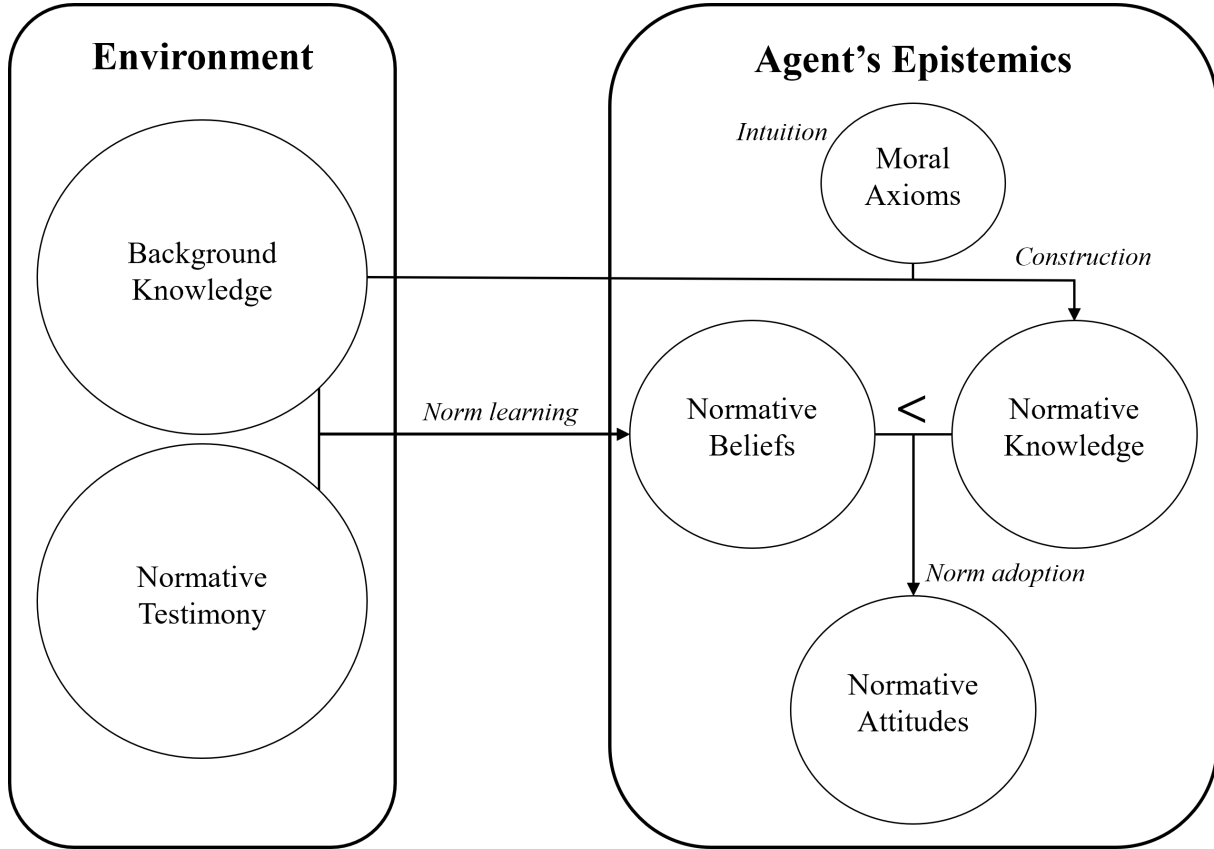 Environment
Background
Knowledge
Normative
Testimony
Norm learning
Agent’s Epistemics
Intuition
Moral
Axioms
Construction
Normative
Beliefs
<
Normative
Knowledge
Norm adoption
Normative
Attitudes